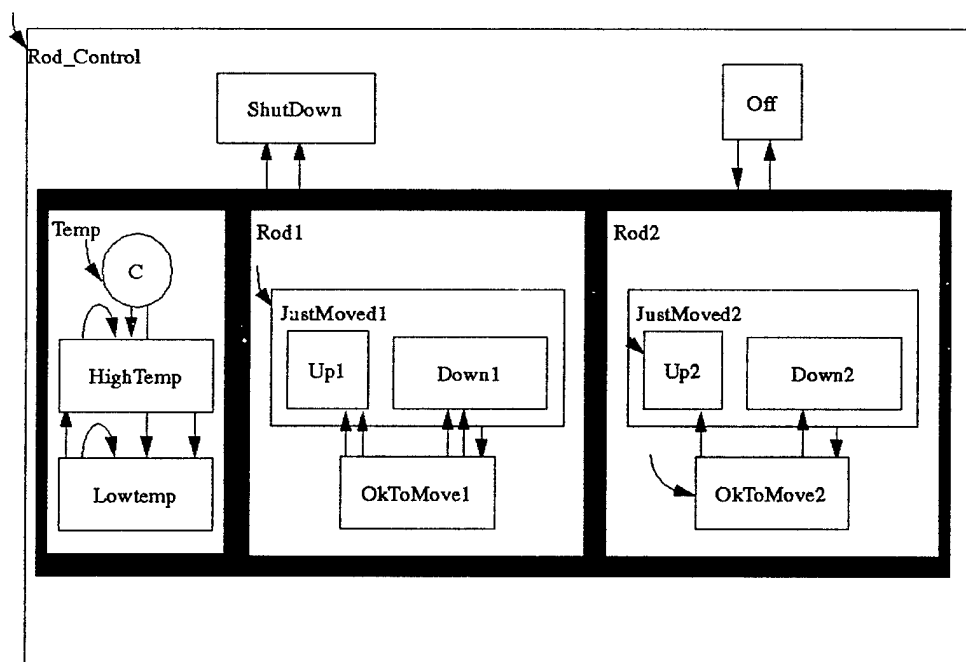 Rod_Control
ShutDown
Off
Temp
C
HighTemp
Lowtemp
Rod1
JustMoved1
Up1
Down1
OkToMove1
Rod2
JustMoved2
Up2
Down2
OkToMove2